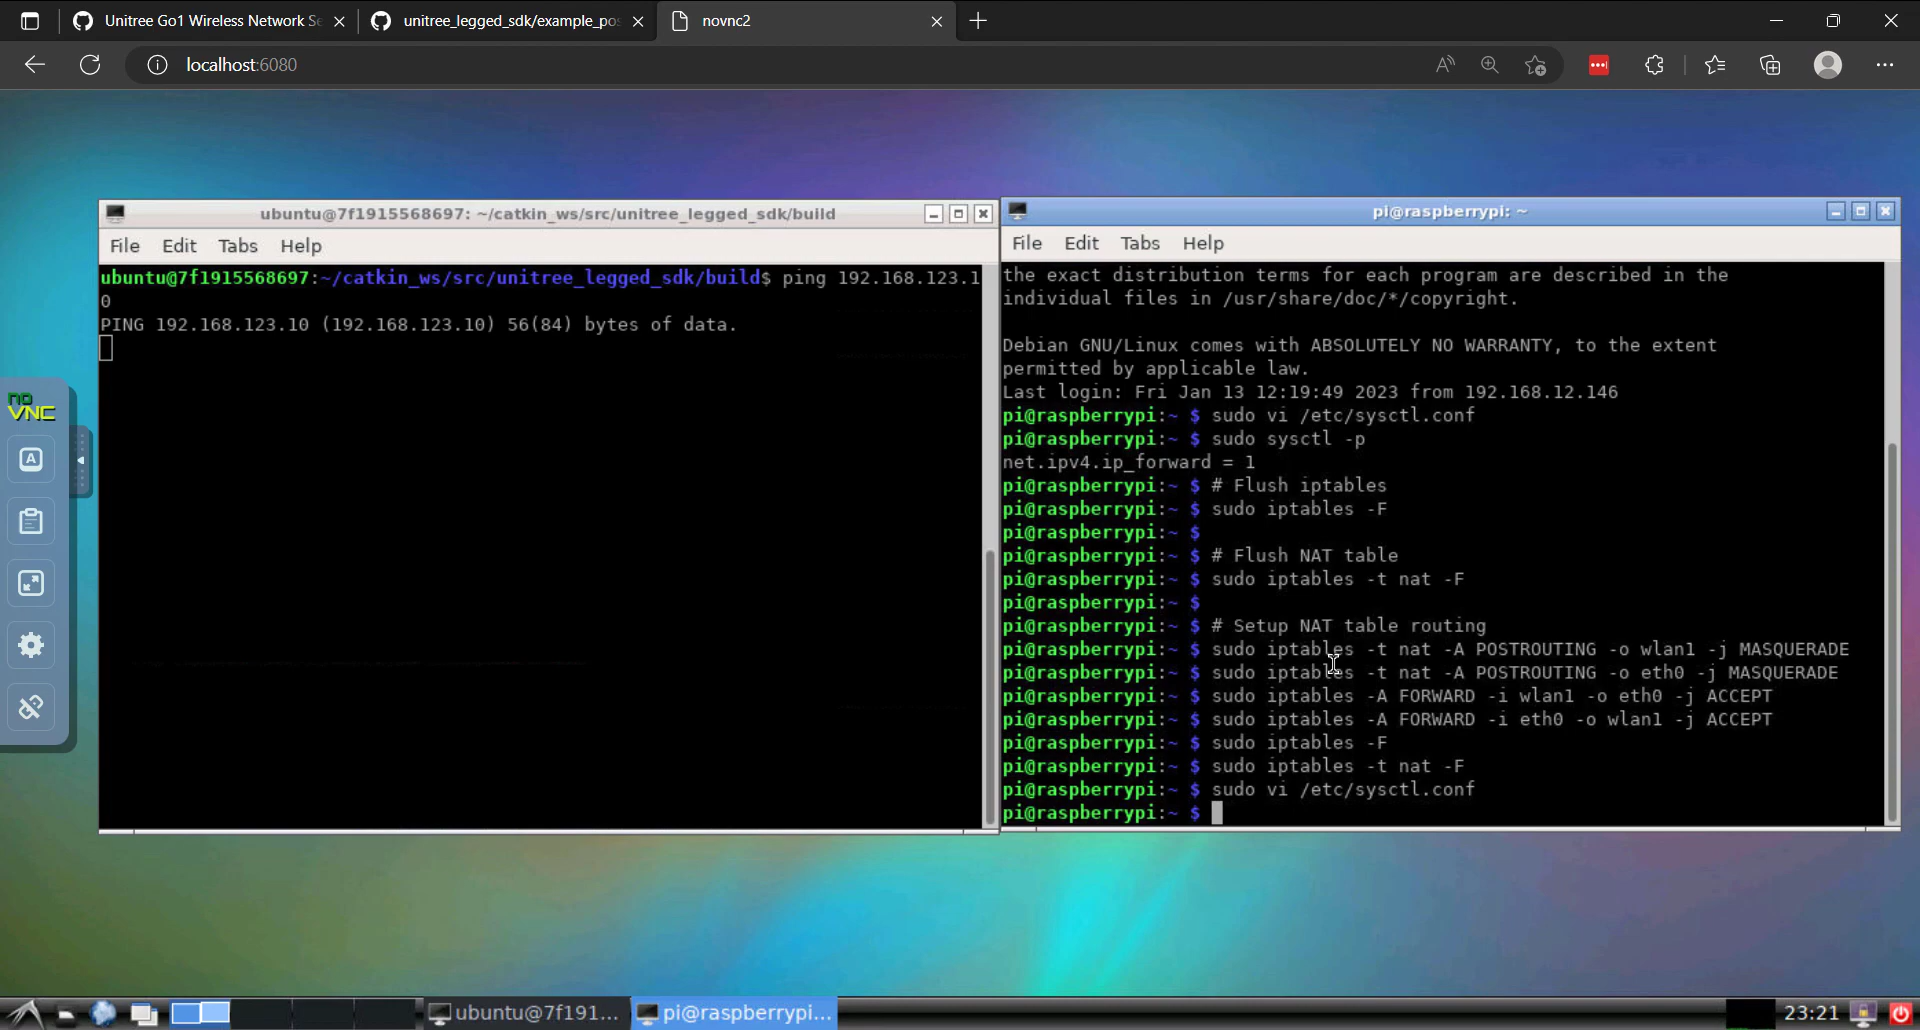 Unitree Go1 Wireless Network Se
unitree_legged_sdk/example_pos
novnc2
localhost:6080
ubuntu@7f1915568697: ~/catkin_ws/src/unitree_legged_sdk/build
File Edit Tabs Help
ubuntu@7f1915568697:~/catkin_ws/src/unitree_legged_sdk/build$ ping 192.168.123.1
0
PING 192.168.123.10 (192.168.123.10) 56(84) bytes of data.
no
VNC
A
pi@raspberrypi: ~
File Edit Tabs Help
the exact distribution terms for each program are described in the
individual files in /usr/share/doc/*/copyright.
Debian GNU/Linux comes with ABSOLUTELY NO WARRANTY, to the extent
permitted by applicable law.
Last login: Fri Jan 13 12:19:49 2023 from 192.168.12.146
pi@raspberrypi:~ $ sudo vi /etc/sysctl.conf
pi@raspberrypi:~ $ sudo sysctl -p
net.ipv4.ip_forward = 1
pi@raspberrypi:~ $ # Flush iptables
pi@raspberrypi:~ $ sudo iptables -F
pi@raspberrypi:~ $
pi@raspberrypi:~ $ # Flush NAT table
pi@raspberrypi:~ $ sudo iptables -t nat -F
pi@raspberrypi:~ $
pi@raspberrypi:~ $ # Setup NAT table routing
pi@raspberrypi:~ $ sudo iptables -t nat -A POSTROUTING -o wlan1 -j MASQUERADE
pi@raspberrypi:~ $ sudo iptables -t nat -A POSTROUTING -o eth0 -j MASQUERADE
pi@raspberrypi:~ $ sudo iptables -A FORWARD -i wlan1 -o eth0 -j ACCEPT
pi@raspberrypi:~ $ sudo iptables -A FORWARD -i eth0 -o wlan1 -j ACCEPT
pi@raspberrypi:~ $ sudo iptables -F
pi@raspberrypi:~ $ sudo iptables -t nat -F
pi@raspberrypi:~ $ sudo vi /etc/sysctl.conf
pi@raspberrypi:~ $
ubuntu@7f191...
pi@raspberrypi...
23:21